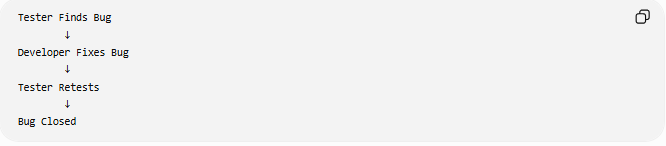 Tester Finds Bug
↓
Developer Fixes Bug
↓
Tester Retests
↓
Bug Closed